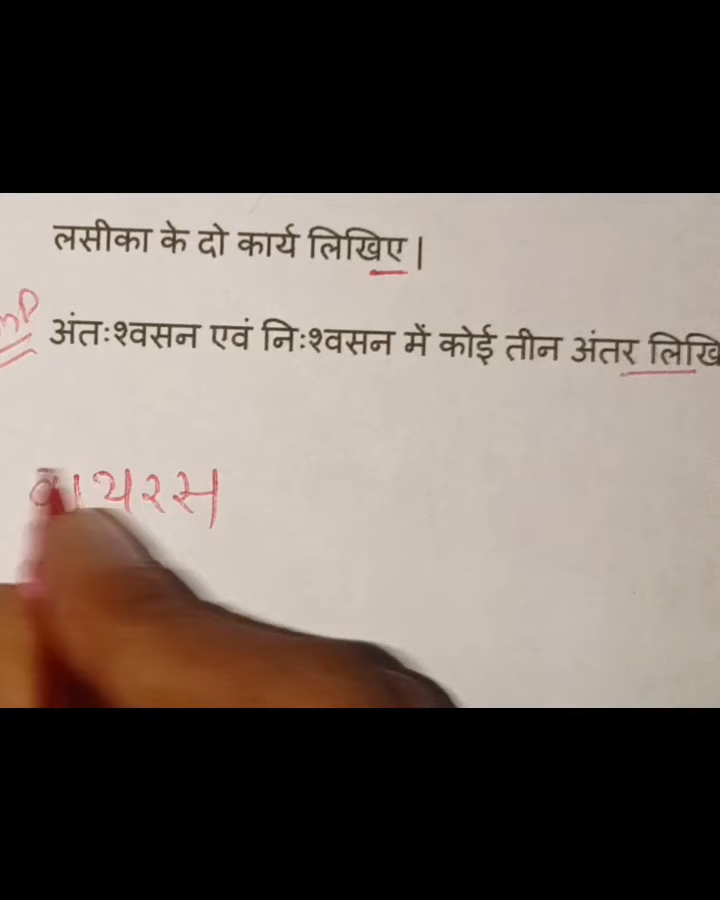 लसीका के दो कार्य लिखिए |
अंतःश्वसन एवं निःश्वसन में कोई तीन अंतर लिखि
वायरस